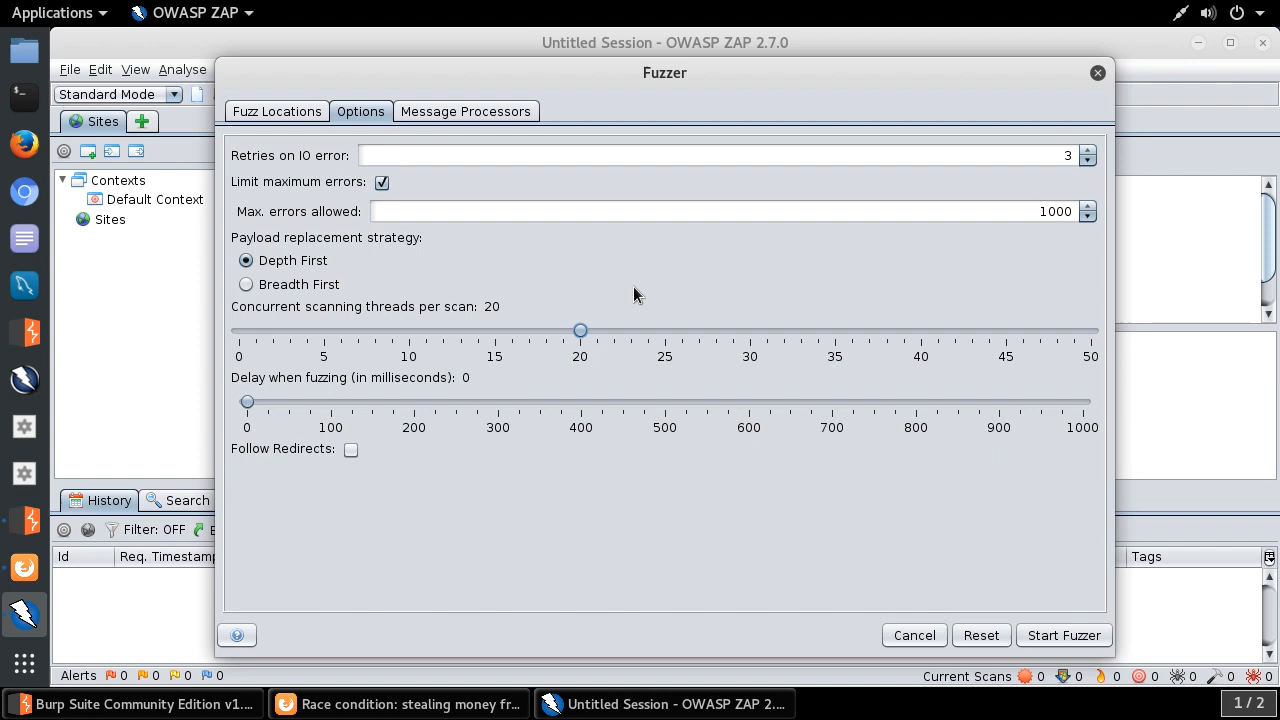 Applications OWASP ZAP
Untitled Session - OWASP ZAP 2.7.0
File Edit View Analyse
Fuzzer
Standard Mode
Fuzz Locations Options Message Processors
Sites
Retries on IO error: 3
Contexts
Limit maximum errors:
Default Context
Max. errors allowed: 1000
Sites
Payload replacement strategy:
Depth First
Breadth First
Concurrent scanning threads per scan: 20
0 5 10 15 20 25 30 35 40 45 50
Delay when fuzzing (in milliseconds): 0
0 100 200 300 400 500 600 700 800 900 1000
Follow Redirects:
History Search
Filter: OFF
Id Req. Timestamp Tags
Cancel Reset Start Fuzzer
Alerts 0 0 0 0 Current Scans 0 0 0 0 0 0 0
Burp Suite Community Edition v1.... Race condition: stealing money fr... Untitled Session - OWASP ZAP 2.... 1 / 2